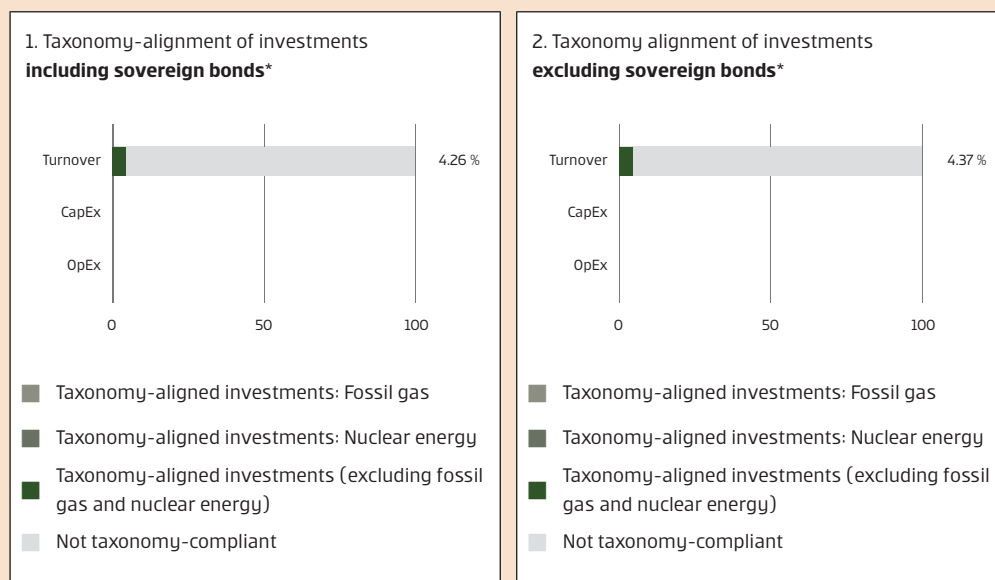 1. Taxonomy-alignment of investments
including sovereign bonds*
Turnover
4.26 %
CapEx
OpEx
0
50
100
Taxonomy-aligned investments: Fossil gas
Taxonomy-aligned investments: Nuclear energy
Taxonomy-aligned investments (excluding fossil
gas and nuclear energy)
Not taxonomy-compliant
2. Taxonomy alignment of investments
excluding sovereign bonds*
Turnover
4.37 %
CapEx
OpEx
0
50
100
Taxonomy-aligned investments: Fossil gas
Taxonomy-aligned investments: Nuclear energy
Taxonomy-aligned investments (excluding fossil
gas and nuclear energy)
Not taxonomy-compliant